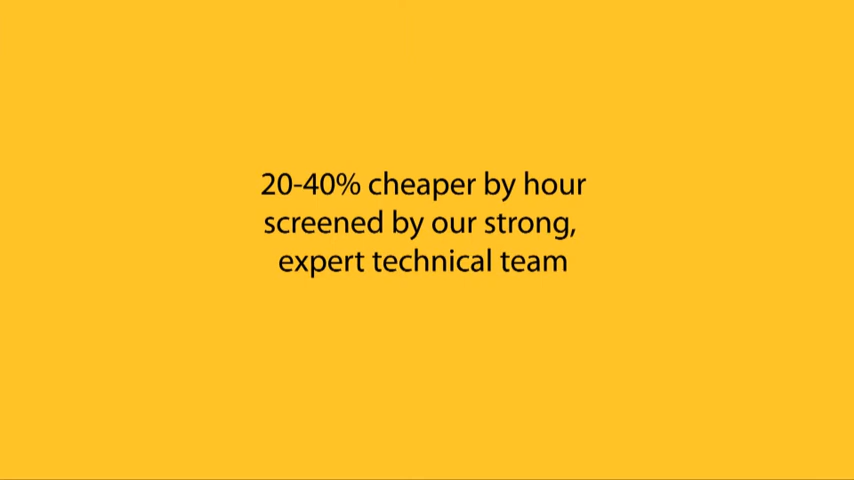 20-40% cheaper by hour
screened by our strong,
expert technical team